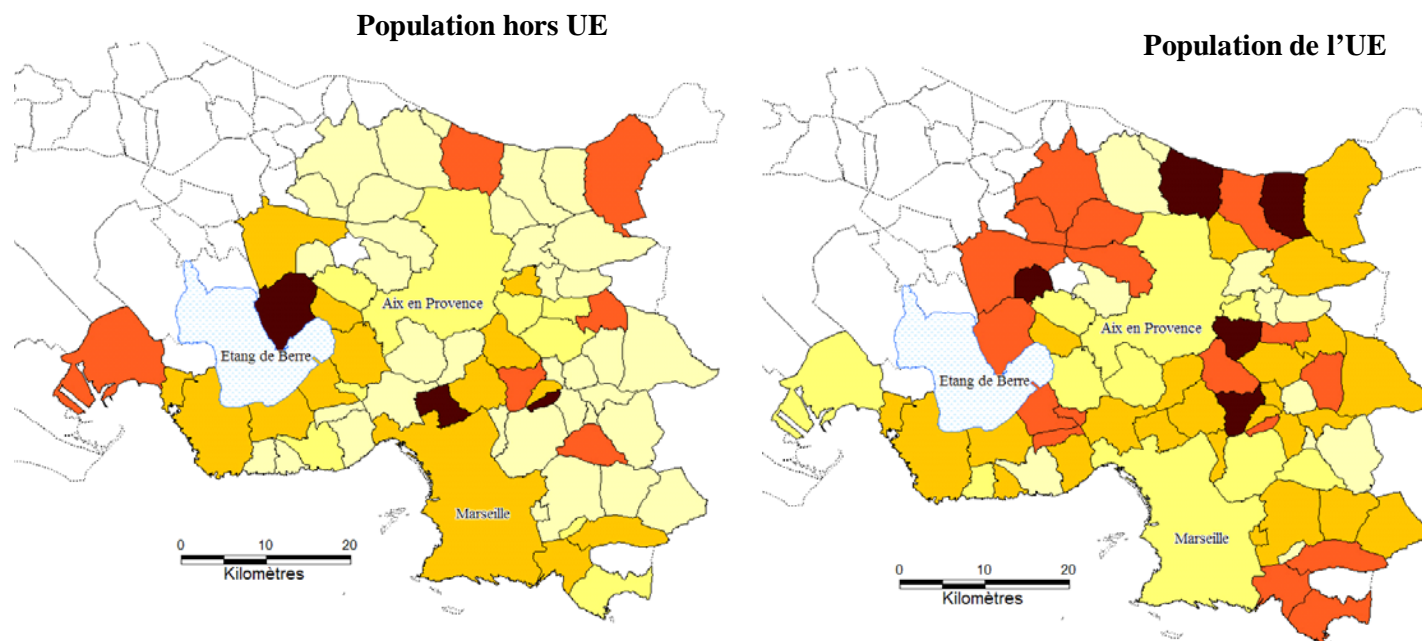 Population hors UE
Aix en Provence
Etang de Berre
Marseille
0 10 20
Kilomètres
Population de l'UE
Aix en Provence
Etang de Berre
Marseille
0 10 20
Kilomètres